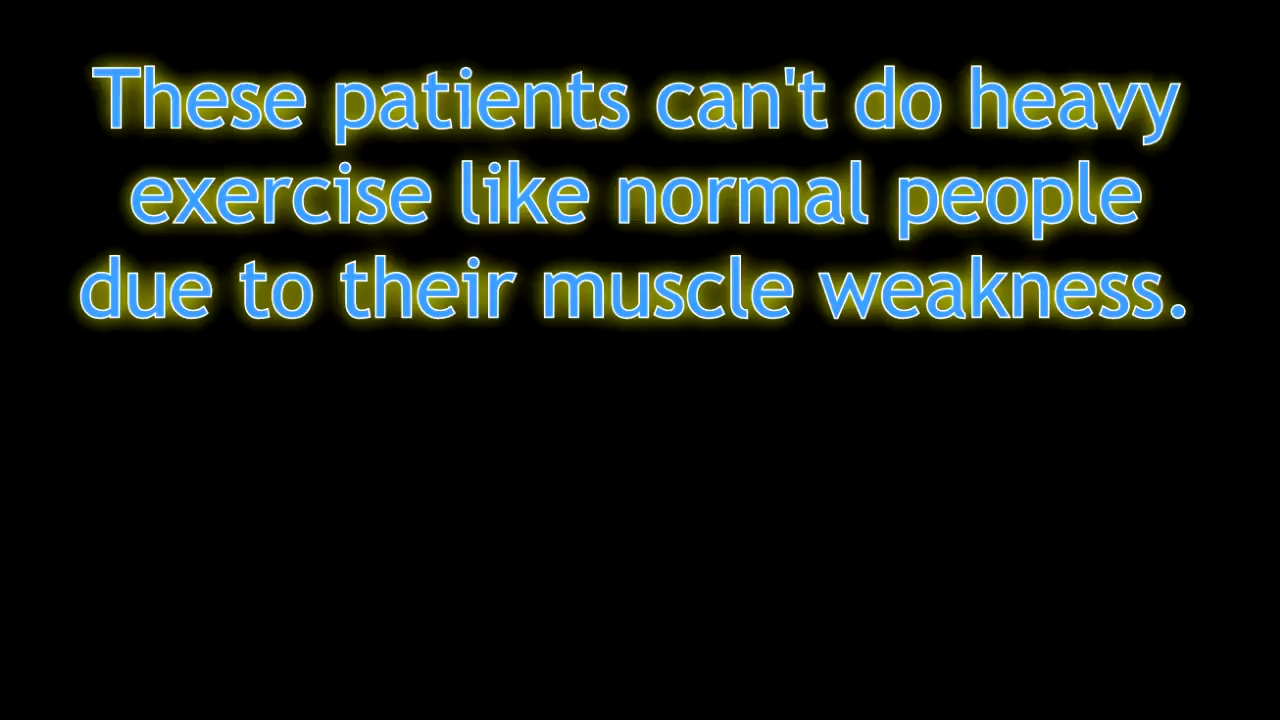 These patients can't do heavy
exercise like normal people
due to their muscle weakness.